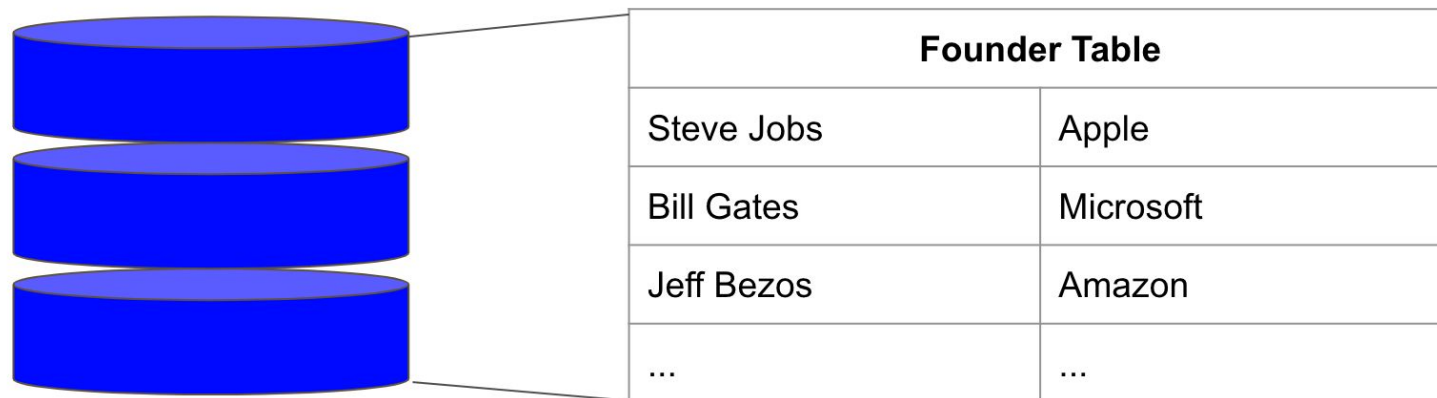 Founder Table
Steve Jobs Apple
Bill Gates Microsoft
Jeff Bezos Amazon
... ...